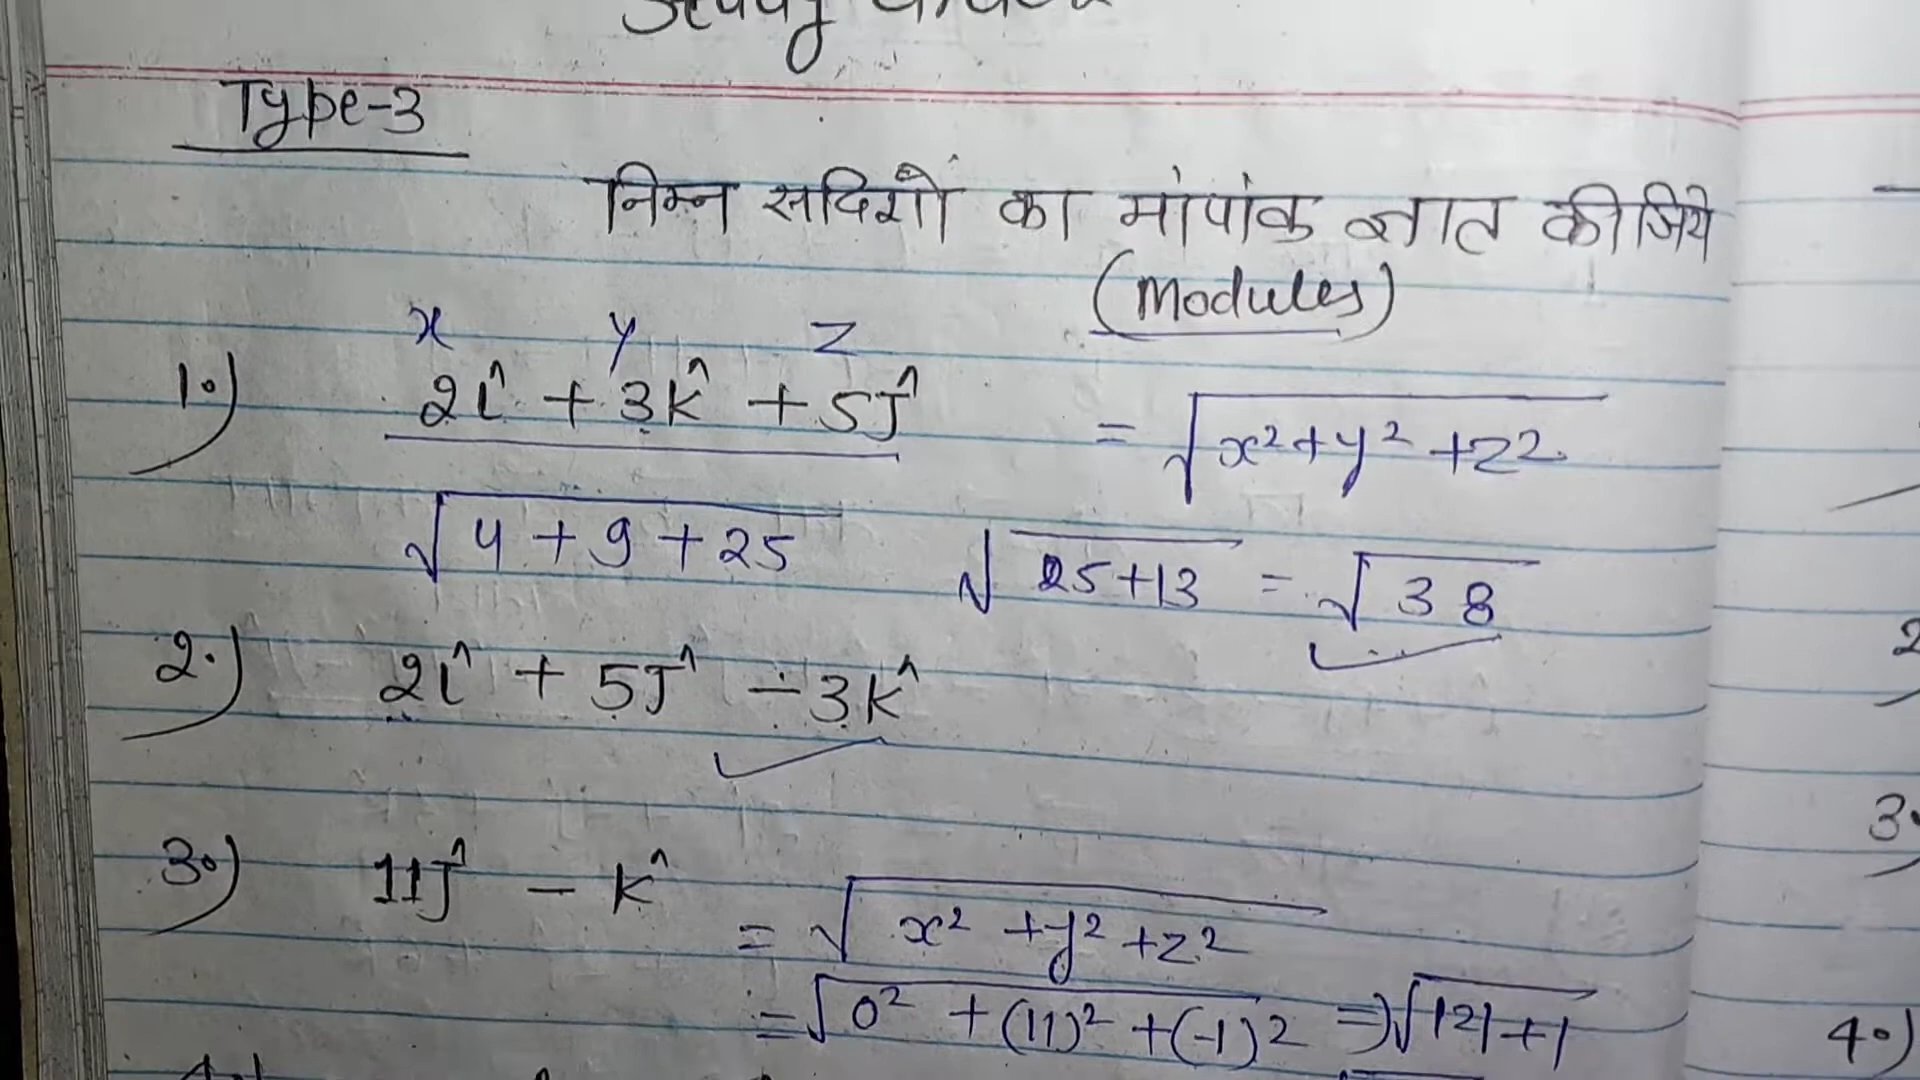 Type-3
निम्न सदिशों का मांपांक ज्ञात कीजिये
(Modules)
x y z
1.) 2î + 3k̂ + 5ĵ = √x²+y²+z²
√4+9+25 √25+13 = √38
2.) 2î + 5ĵ - 3k̂
3.) 11ĵ - k̂
= √x²+y²+z²
= √0²+(11)²+(-1)² ⇒ √121+1
2
3.
4.)